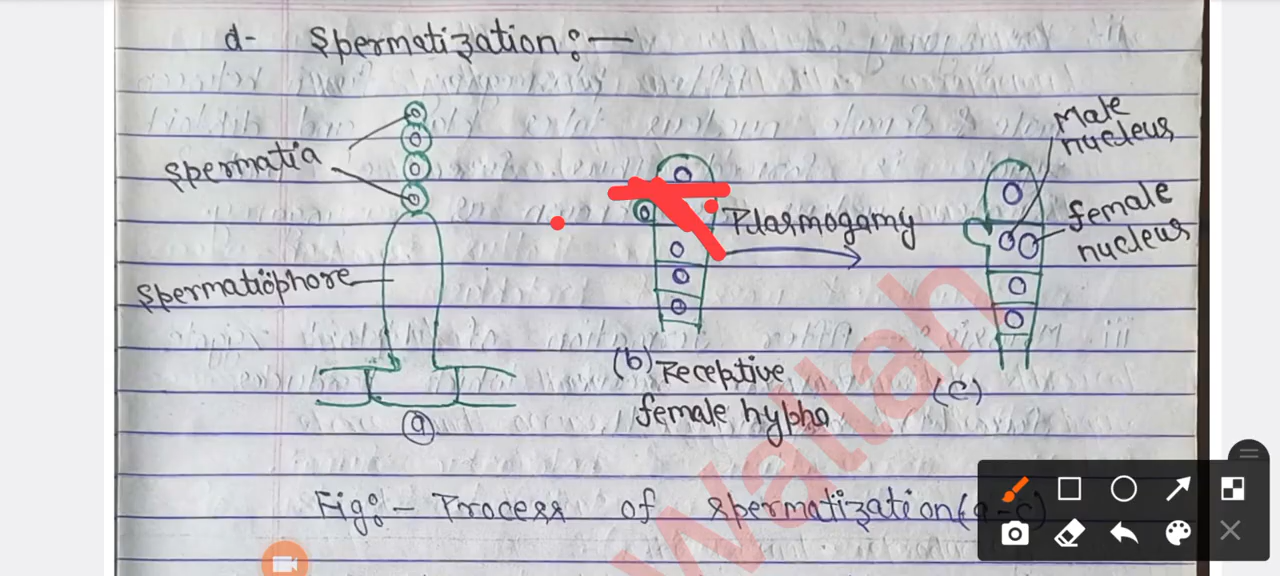 d- Spermatization :—
Male
nucleus
spermatia
female
nucleus
Plasmogamy
Spermatiophore
(b) Receptive
female hypha
(c)
(a)
Fig:- Process of spermatization (a-c)
Wallah